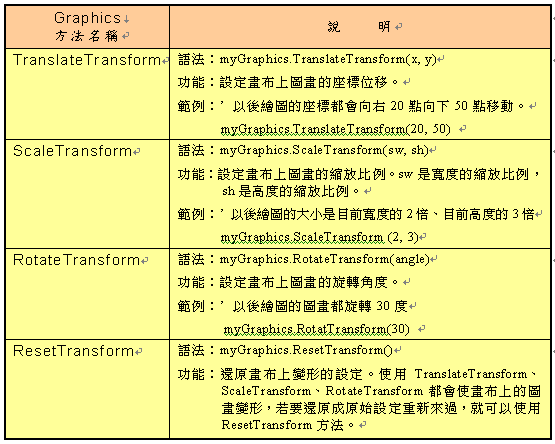 Graphics
方法名稱
說 明
TranslateTransform
語法：myGraphics.TranslateTransform(x, y)
功能：設定畫布上圖畫的座標位移。
範例：’以後繪圖的座標都會向右 20 點向下 50 點移動。
myGraphics.TranslateTransform(20, 50)
ScaleTransform
語法：myGraphics.ScaleTransform(sw, sh)
功能：設定畫布上圖畫的縮放比例。sw 是寬度的縮放比例，
sh 是高度的縮放比例。
範例：’以後繪圖的大小是目前寬度的 2 倍、目前高度的 3 倍
myGraphics.ScaleTransform (2, 3)
RotateTransform
語法：myGraphics.RotateTransform(angle)
功能：設定畫布上圖畫的旋轉角度。
範例：’以後繪圖的圖畫都旋轉 30 度
myGraphics.RotatTransform(30)
ResetTransform
語法：myGraphics.ResetTransform()
功能：還原畫布上變形的設定。使用 TranslateTransform、
ScaleTransform、RotateTransform 都會使畫布上的圖
畫變形，若要還原成原始設定重新來過，就可以使用
ResetTransform 方法。